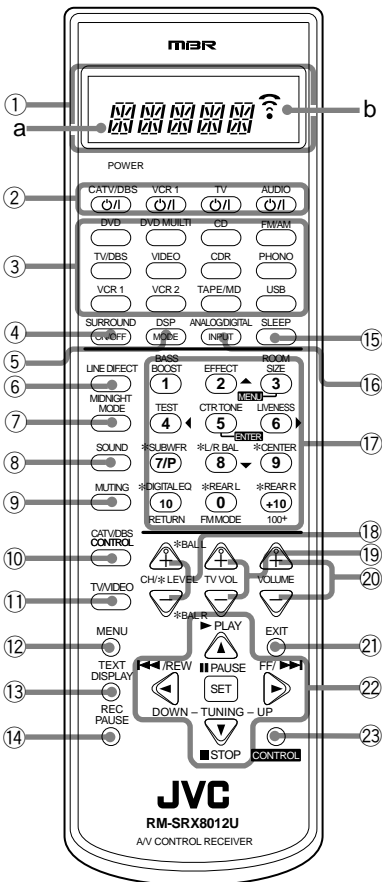 MBR
1
a
b
POWER
2
CATV/DBS VCR 1 TV AUDIO
3
DVD DVD MUILTI CD FM/AM
TV/DBS VIDEO CDR PHONO
VCR 1 VCR 2 TAPE/MD USB
4 SURROUND DSP ANALOG/DIGITAL SLEEP 15
ON/OFF MODE INPUT
5
16
BASS ROOM
6 LINE DIFECT BOOST EFFECT SIZE
1 2 3
MENU
7 MIDNIGHT TEST CTR TONE LIVENESS 17
MODE 4 5 6
ENTER
8 SOUND *SUBWFR *L/R BAL *CENTER
7/P 8 9
9 MUTING *DIGITAL EQ *REAR L *REAR R
10 0 +10
RETURN FM MODE 100+
10 CATV/DBS 18
CONTROL *BAL L 19
+ + +
CH/*LEVEL TV VOL VOLUME 20
11 TV/VIDEO
– – –
*BAL R
12 MENU PLAY EXIT 21
13 TEXT /REW PAUSE FF/ 22
DISPLAY SET
DOWN – TUNING – UP
14 REC 23
PAUSE STOP CONTROL
JVC
RM-SRX8012U
A/V CONTROL RECEIVER